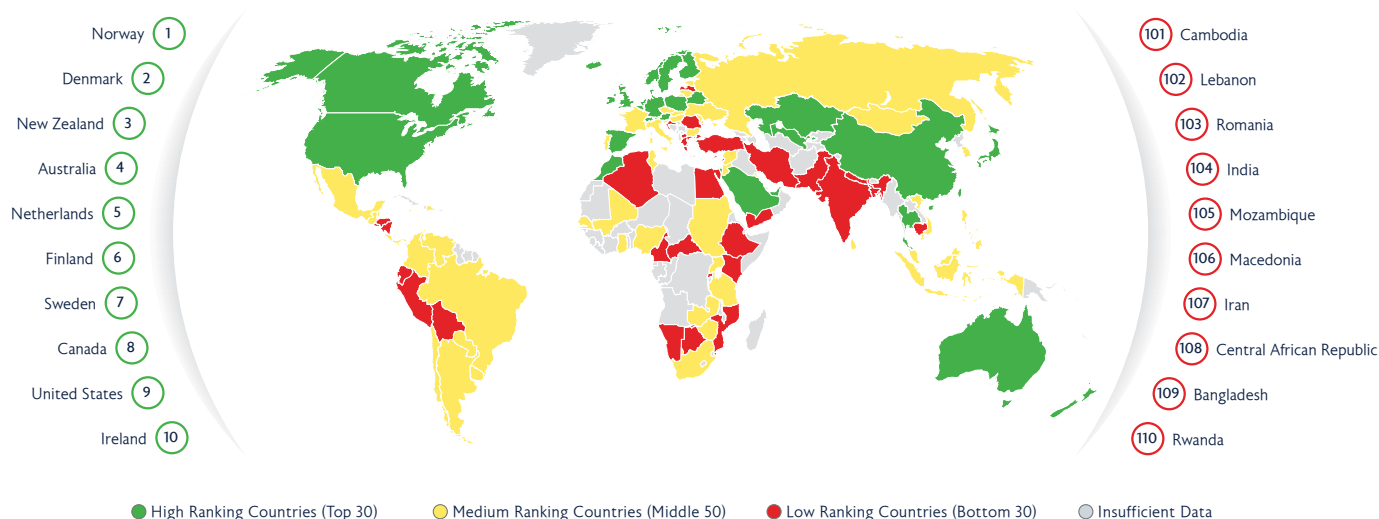 Norway 1
Denmark 2
New Zealand 3
Australia 4
Netherlands 5
Finland 6
Sweden 7
Canada 8
United States 9
Ireland 10
101 Cambodia
102 Lebanon
103 Romania
104 India
105 Mozambique
106 Macedonia
107 Iran
108 Central African Republic
109 Bangladesh
110 Rwanda
High Ranking Countries (Top 30)
Medium Ranking Countries (Middle 50)
Low Ranking Countries (Bottom 30)
Insufficient Data